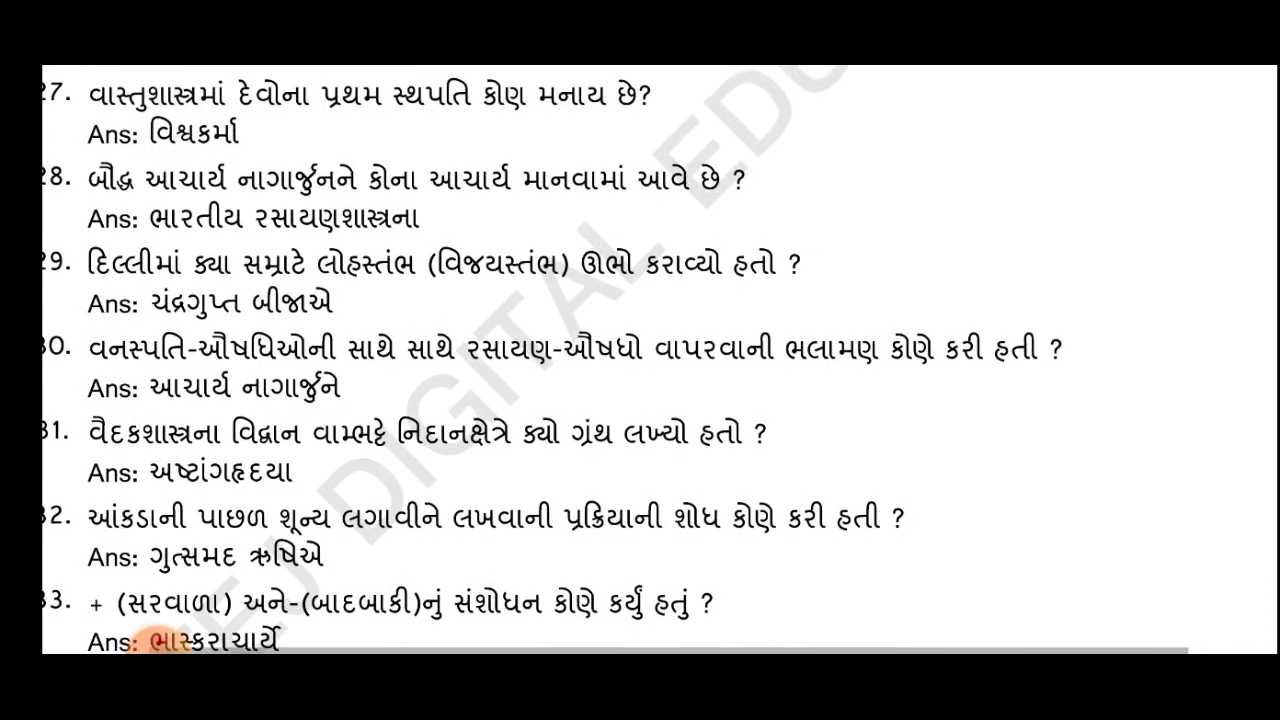 27. વાસ્તુશાસ્ત્રમાં દેવોના પ્રથમ સ્થપતિ કોણ મનાય છે?
Ans: વિશ્વકર્મા
28. બૌદ્ધ આચાર્ય નાગાર્જુનને કોના આચાર્ય માનવામાં આવે છે ?
Ans: ભારતીય રસાયણશાસ્ત્રના
29. દિલ્લીમાં ક્યા સમ્રાટે લોહસ્તંભ (વિજયસ્તંભ) ઊભો કરાવ્યો હતો ?
Ans: ચંદ્રગુપ્ત બીજાએ
30. વનસ્પતિ-ઔષધિઓની સાથે સાથે રસાયણ-ઔષધો વાપરવાની ભલામણ કોણે કરી હતી ?
Ans: આચાર્ય નાગાર્જુને
31. વૈદકશાસ્ત્રના વિદ્વાન વામ્ભટ્ટે નિદાનક્ષેત્રે ક્યો ગ્રંથ લખ્યો હતો ?
Ans: અષ્ટાંગહૃદયા
32. આંકડાની પાછળ શૂન્ય લગાવીને લખવાની પ્રક્રિયાની શોધ કોણે કરી હતી ?
Ans: ગુત્સમદ ઋષિએ
33. + (સરવાળા) અને-(બાદબાકી)નું સંશોધન કોણે કર્યું હતું ?
Ans: ભાસ્કરાચાર્યે
TEJ DIGITAL EDU